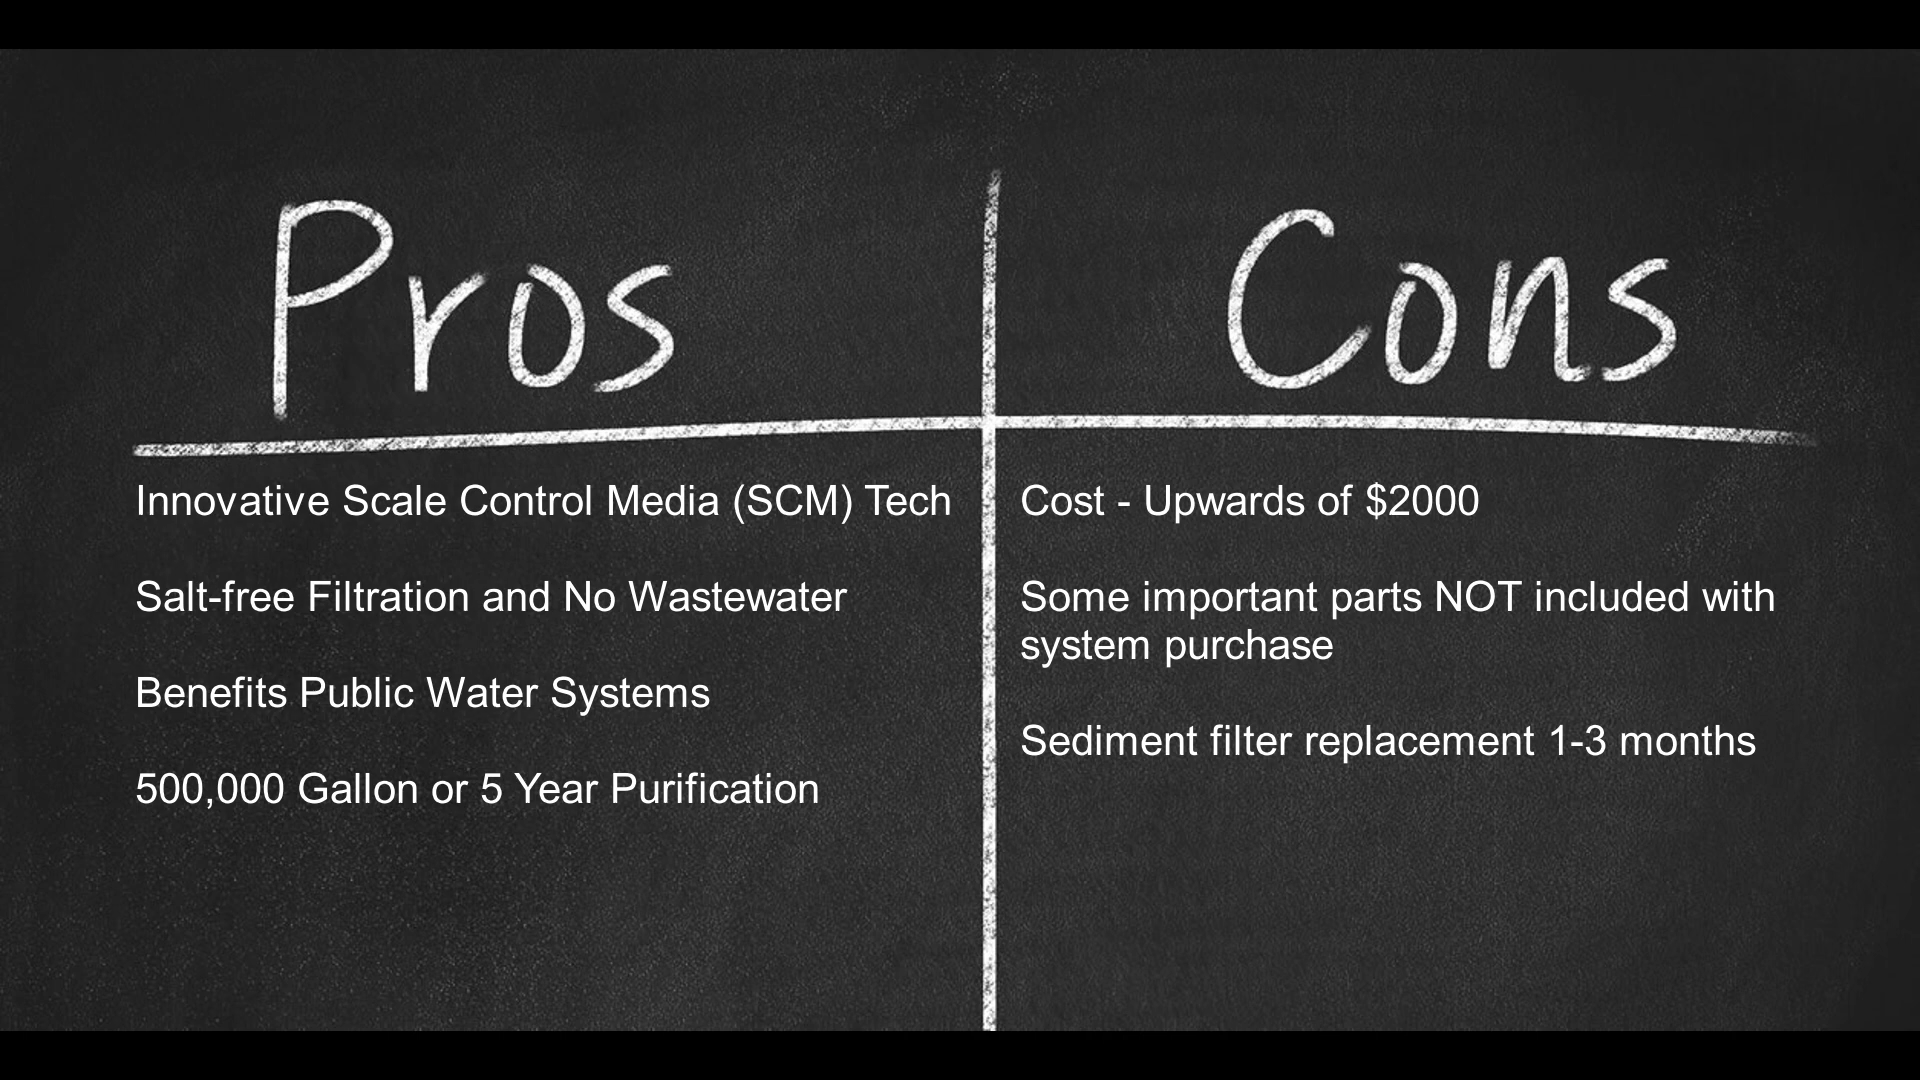 Pros
Cons
Innovative Scale Control Media (SCM) Tech
Salt-free Filtration and No Wastewater
Benefits Public Water Systems
500,000 Gallon or 5 Year Purification
Cost - Upwards of $2000
Some important parts NOT included with
system purchase
Sediment filter replacement 1-3 months